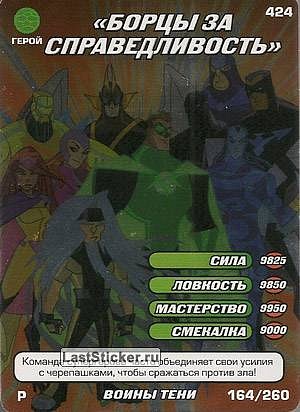 424
«БОРЦЫ ЗА
ГЕРОЙ
СПРАВЕДЛИВОСТЬ»
СИЛА 9825
ЛОВКОСТЬ 9850
МАСТЕРСТВО 9950
СМЕКАЛКА 9000
Команда объединяет свои усилия
LastSticker.ru
с черепашками, чтобы сражаться против зла!
Р ВОИНЫ ТЕНИ 164/260